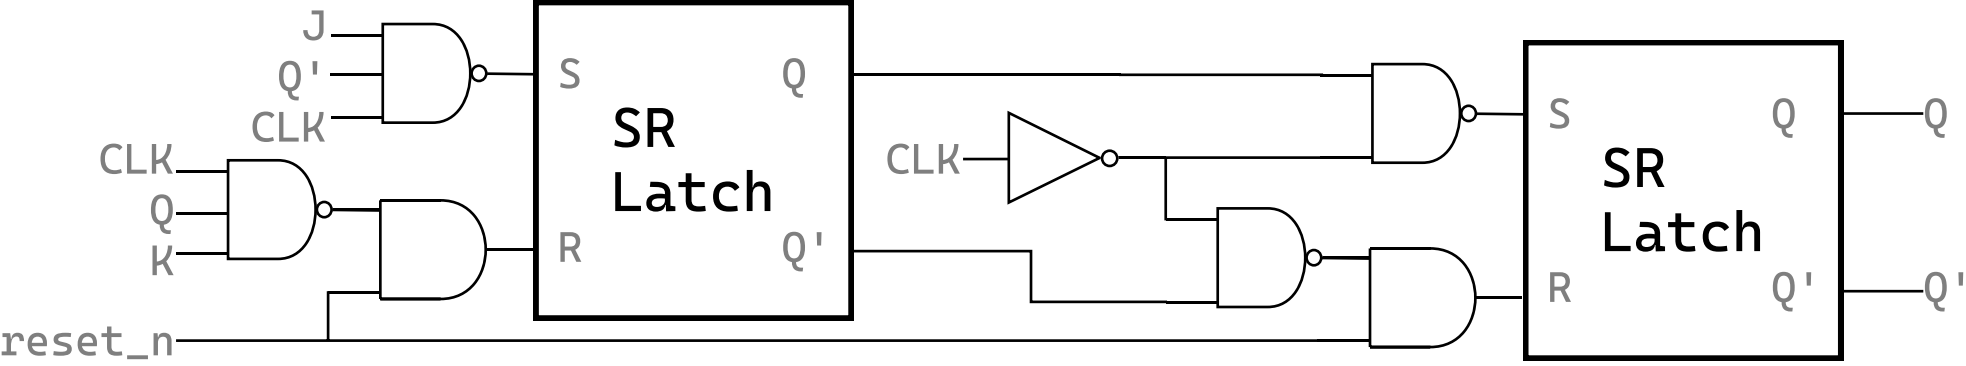 J
Q'
CLK
CLK
Q
K
reset_n
S
Q
SR
Latch
R
Q'
CLK
S
Q
SR
Latch
R
Q'
Q
Q'